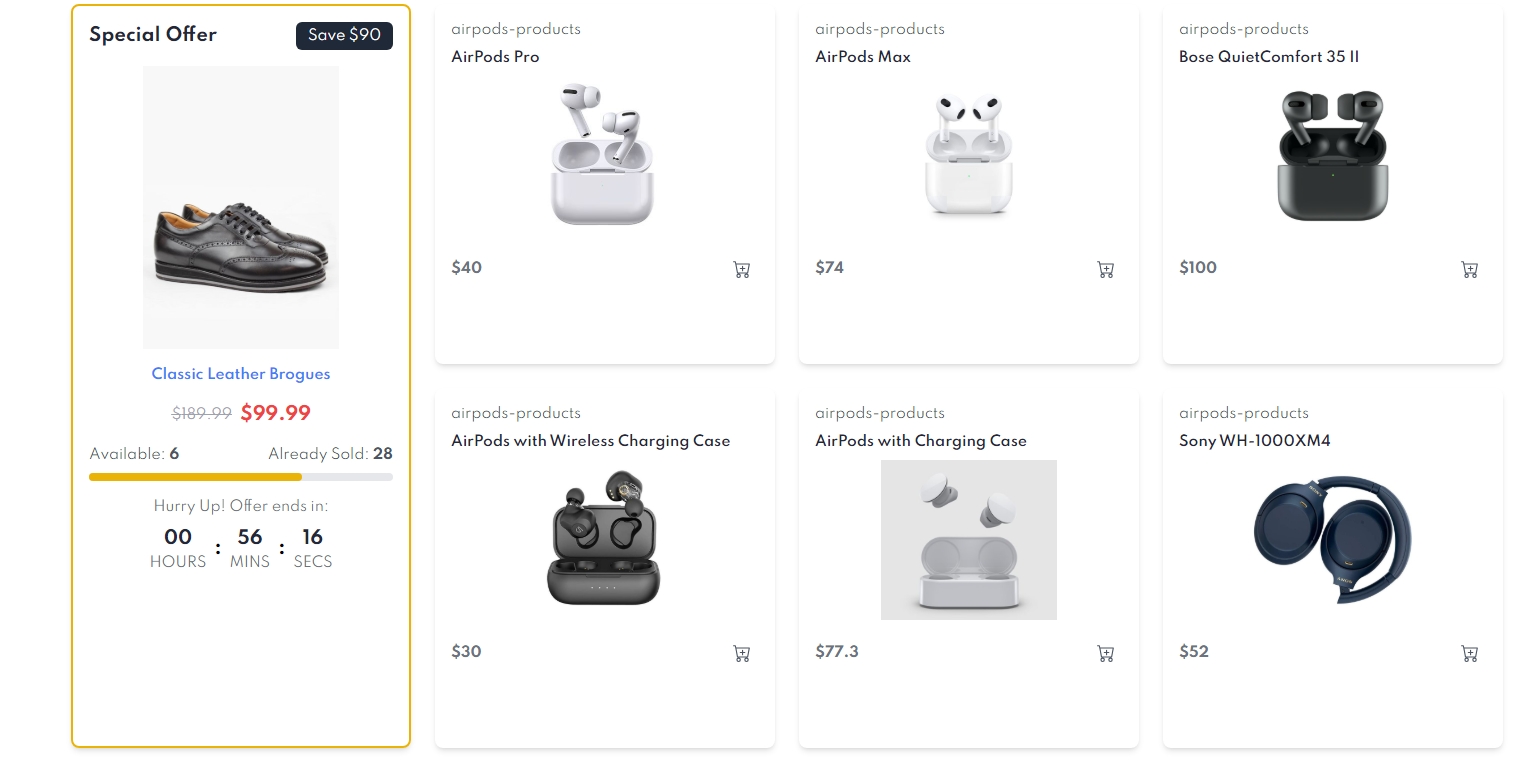 Special Offer
Save $90
Classic Leather Brogues
$189.99 $99.99
Available: 6
Already Sold: 28
Hurry Up! Offer ends in:
00 : 56 : 16
HOURS MINS SECS
airpods-products
AirPods Pro
$40
airpods-products
AirPods Max
$74
airpods-products
Bose QuietComfort 35 II
$100
airpods-products
AirPods with Wireless Charging Case
$30
airpods-products
AirPods with Charging Case
$77.3
airpods-products
Sony WH-1000XM4
SONY
SONY
$52